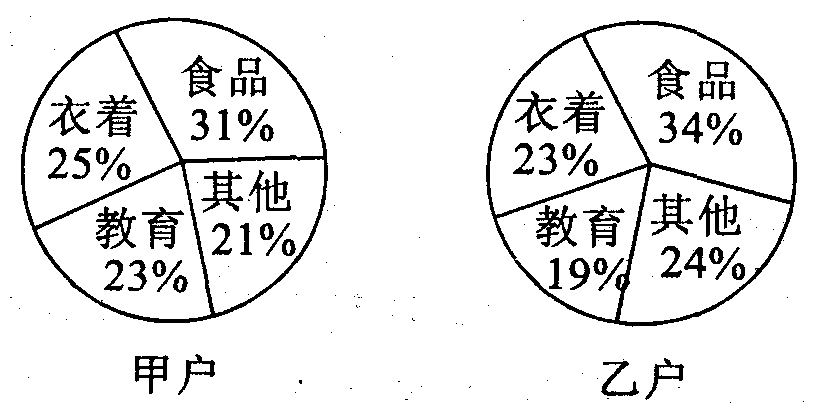 食品
31%
衣着
25%
其他
21%
教育
23%
甲户
食品
34%
衣着
23%
其他
24%
教育
19%
乙户